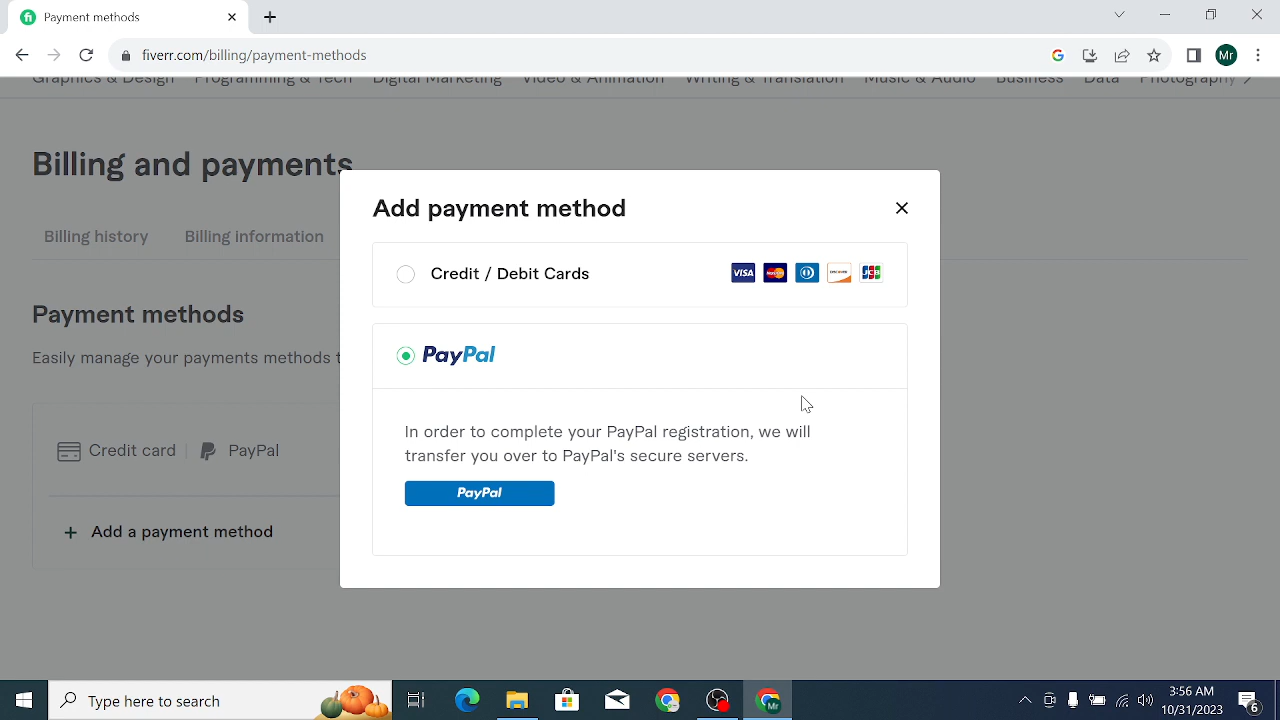 Payment methods
fiverr.com/billing/payment-methods
Mr
Graphics & Design Programming & Tech Digital Marketing Video & Animation Writing & Translation Music & Audio Business Data Photography
Billing and payments
Add payment method
Billing history Billing information
Credit / Debit Cards VISA DISCOVER JCB
Payment methods
PayPal
Easily manage your payments methods t
In order to complete your PayPal registration, we will
Credit card PayPal
transfer you over to PayPal's secure servers.
PayPal
+ Add a payment method
Type here to search
3:56 AM
10/31/2023